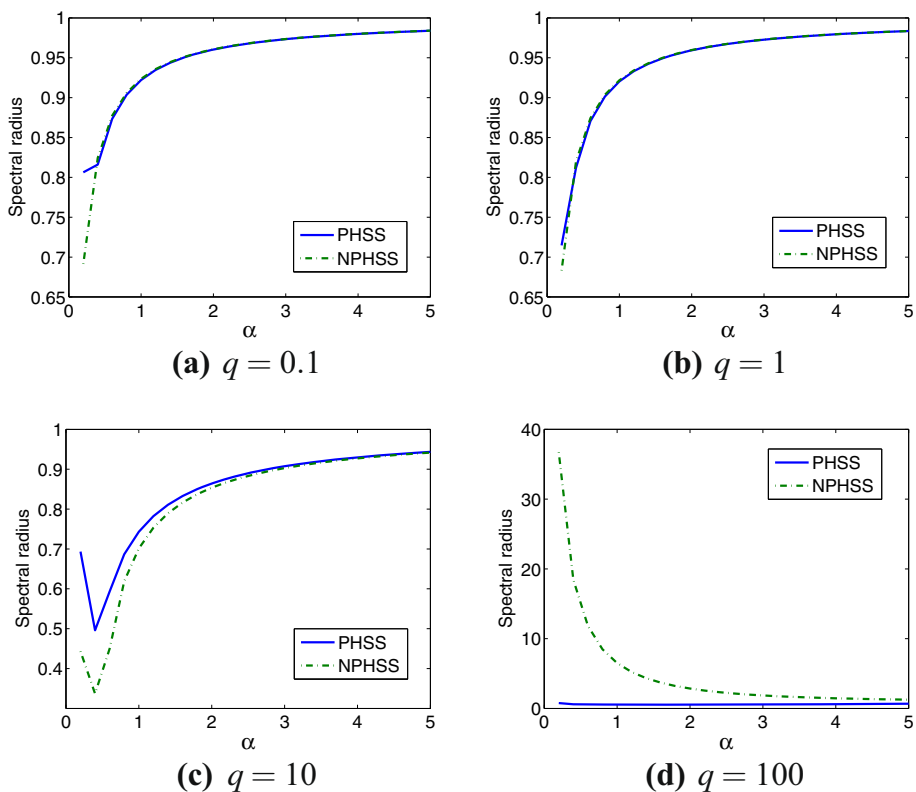 1
0.95
0.9
0.85
0.8
0.75
0.7
0.65
0 1 2 3 4 5
Spectral radius
α
PHSS
NPHSS
(a) q = 0.1
1
0.95
0.9
0.85
0.8
0.75
0.7
0.65
0 1 2 3 4 5
Spectral radius
α
PHSS
NPHSS
(b) q = 1
1
0.9
0.8
0.7
0.6
0.5
0.4
0 1 2 3 4 5
Spectral radius
α
PHSS
NPHSS
(c) q = 10
40
30
20
10
0
0 1 2 3 4 5
Spectral radius
α
PHSS
NPHSS
(d) q = 100